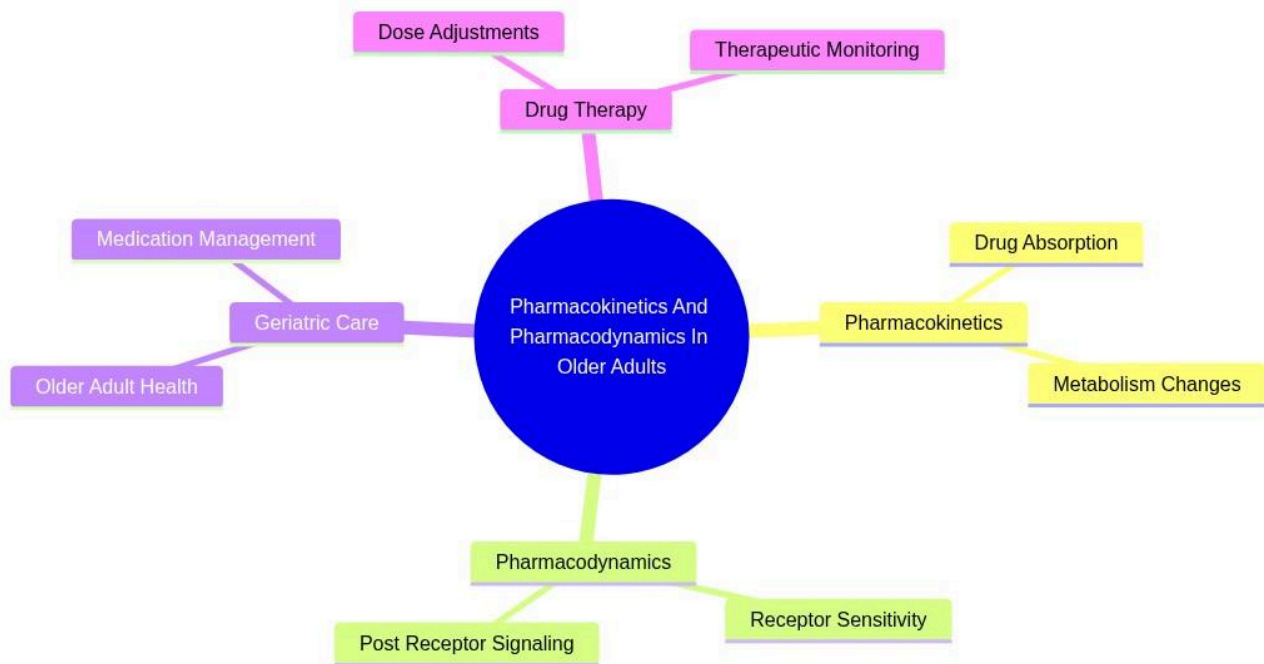 Dose Adjustments
Therapeutic Monitoring
Drug Therapy
Medication Management
Drug Absorption
Geriatric Care
Pharmacokinetics And
Pharmacodynamics In
Older Adults
Pharmacokinetics
Older Adult Health
Metabolism Changes
Pharmacodynamics
Post Receptor Signaling
Receptor Sensitivity